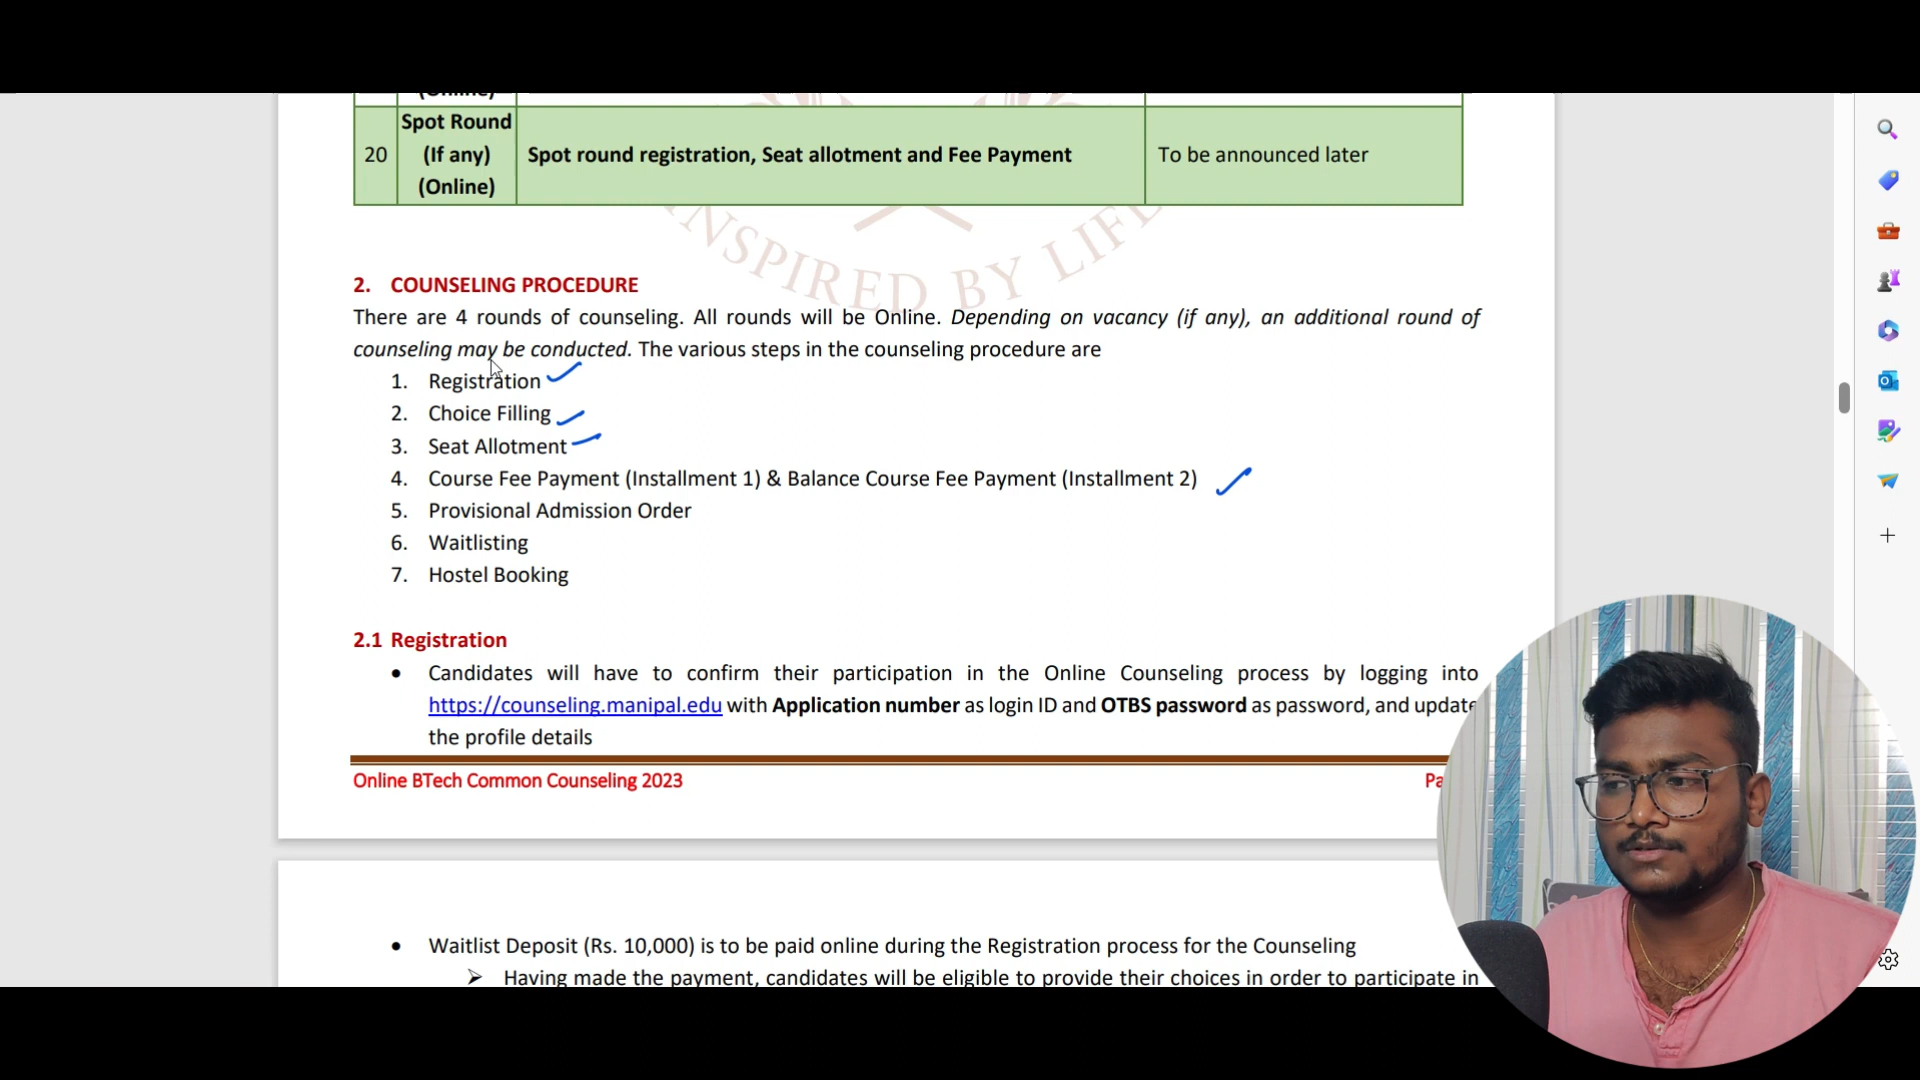 Spot Round
20 (If any) Spot round registration, Seat allotment and Fee Payment To be announced later
(Online)
INSPIRED BY LIFE
2. COUNSELING PROCEDURE
There are 4 rounds of counseling. All rounds will be Online. Depending on vacancy (if any), an additional round of
counseling may be conducted. The various steps in the counseling procedure are
1. Registration
2. Choice Filling
3. Seat Allotment
4. Course Fee Payment (Installment 1) & Balance Course Fee Payment (Installment 2)
5. Provisional Admission Order
6. Waitlisting
7. Hostel Booking
2.1 Registration
• Candidates will have to confirm their participation in the Online Counseling process by logging into
https://counseling.manipal.edu with Application number as login ID and OTBS password as password, and update
the profile details
Online BTech Common Counseling 2023
• Waitlist Deposit (Rs. 10,000) is to be paid online during the Registration process for the Counseling
➢ Having made the payment, candidates will be eligible to provide their choices in order to participate in